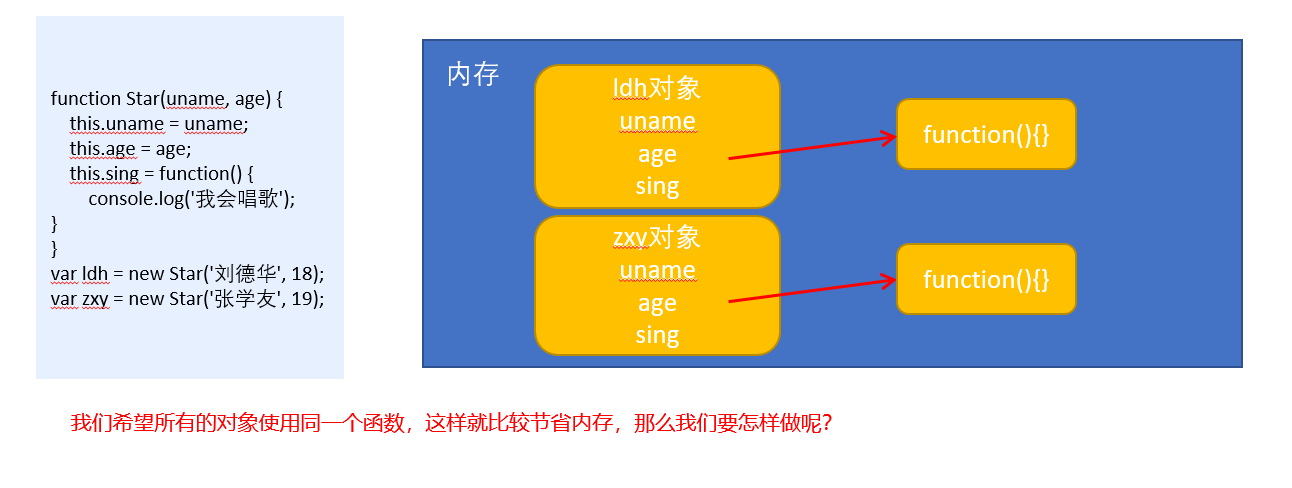 function Star(uname, age) {
this.uname = uname;
this.age = age;
this.sing = function() {
console.log('我会唱歌');
}
}
var ldh = new Star('刘德华', 18);
var zxy = new Star('张学友', 19);
内存
ldh对象
uname
age
sing
function(){}
zxy对象
uname
age
sing
function(){}
我们希望所有的对象使用同一个函数，这样就比较节省内存，那么我们要怎样做呢？